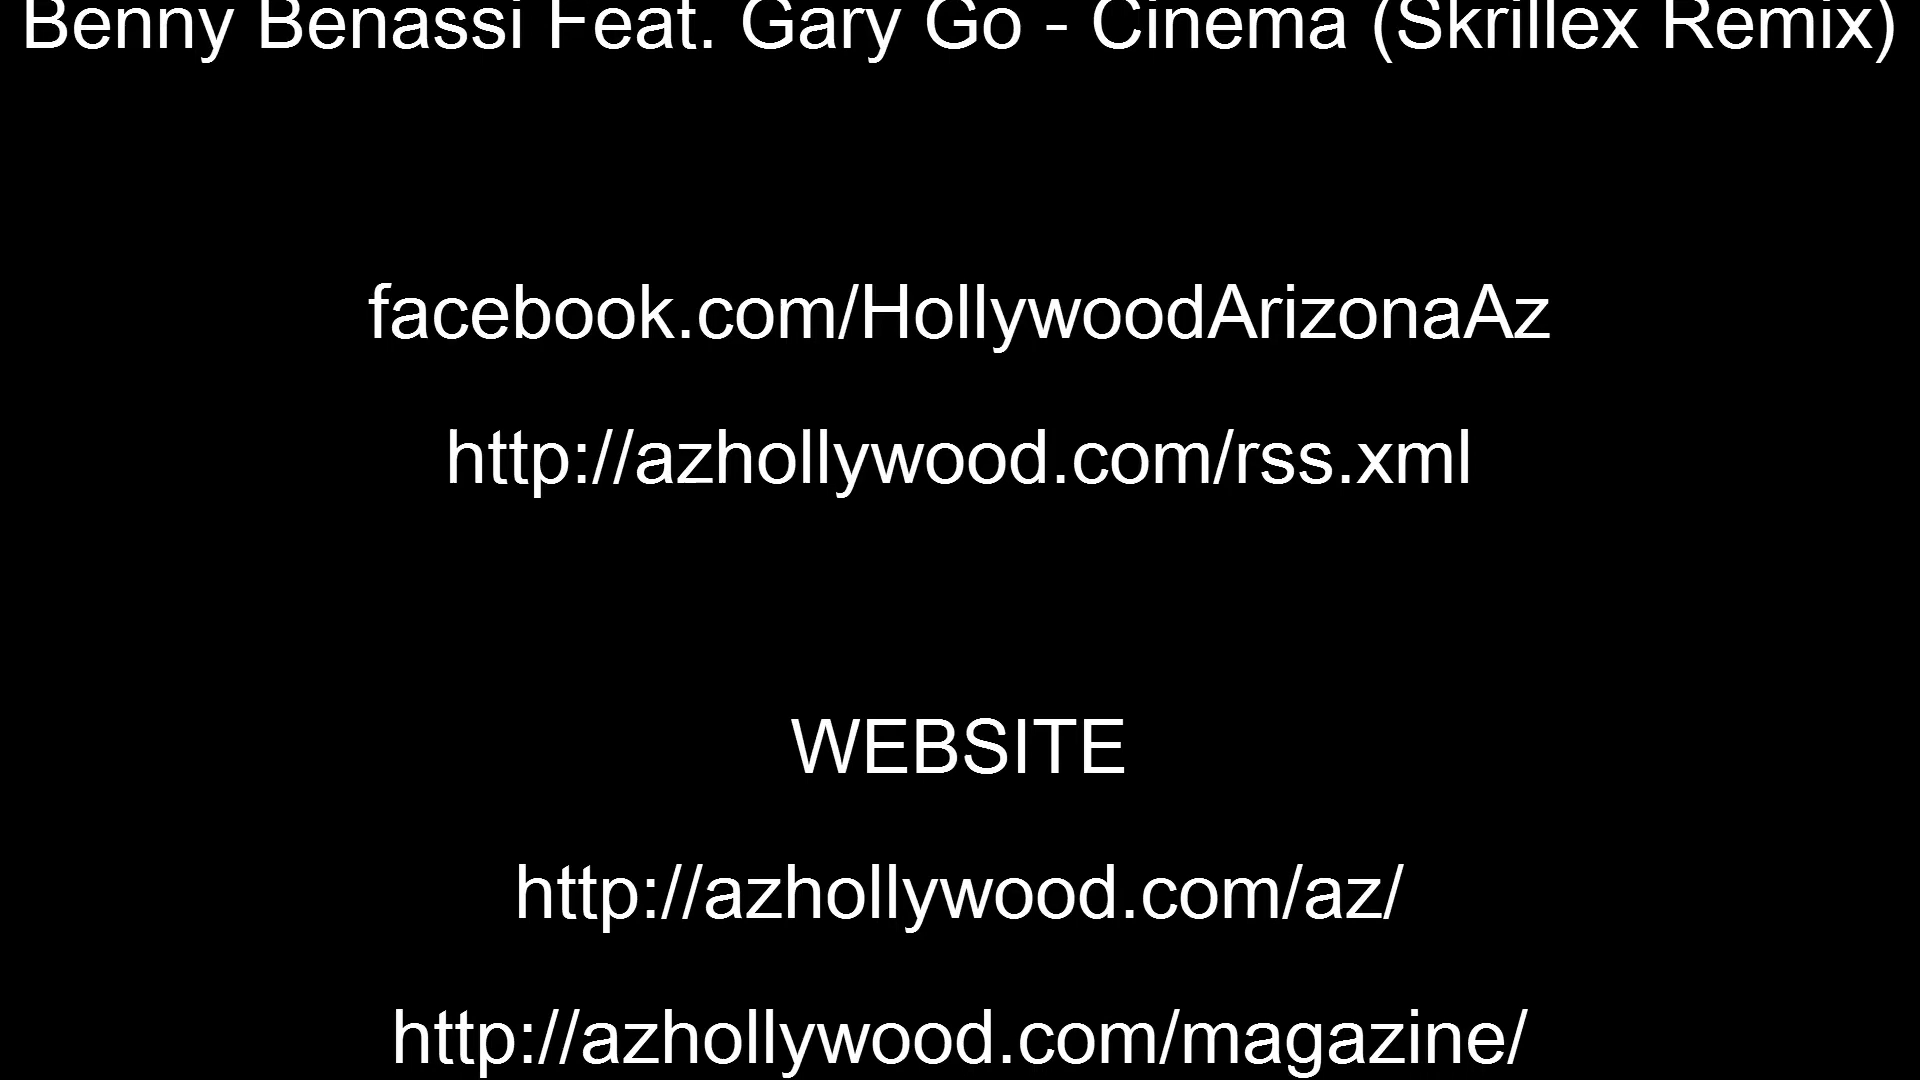 Benny Benassi Feat. Gary Go - Cinema (Skrillex Remix)
facebook.com/HollywoodArizonaAz
http://azhollywood.com/rss.xml
WEBSITE
http://azhollywood.com/az/
http://azhollywood.com/magazine/